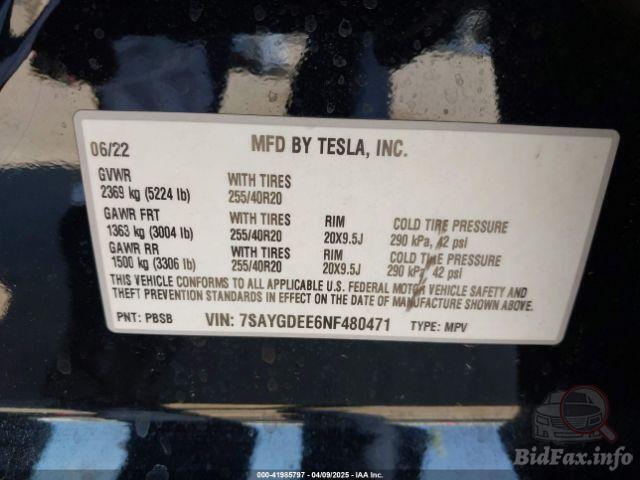 06/22 MFD BY TESLA, INC.
GVWR WITH TIRES
2369 kg (5224 lb) 255/40R20
GAWR FRT WITH TIRES RIM COLD TIRE PRESSURE
1363 kg (3004 lb) 255/40R20 20X9.5J 290 kPa, 42 psi
GAWR RR WITH TIRES RIM COLD TIRE PRESSURE
1500 kg (3306 lb) 255/40R20 20X9.5J 290 kPa, 42 psi
THIS VEHICLE CONFORMS TO ALL APPLICABLE U.S. FEDERAL MOTOR VEHICLE SAFETY AND
THEFT PREVENTION STANDARDS IN EFFECT ON THE DATE OF MANUFACTURE SHOWN ABOVE.
PNT: PBSB VIN: 7SAYGDEE6NF480471 TYPE: MPV
BidFax.info
000-41985797 - 04/09/2025 - IAA Inc.